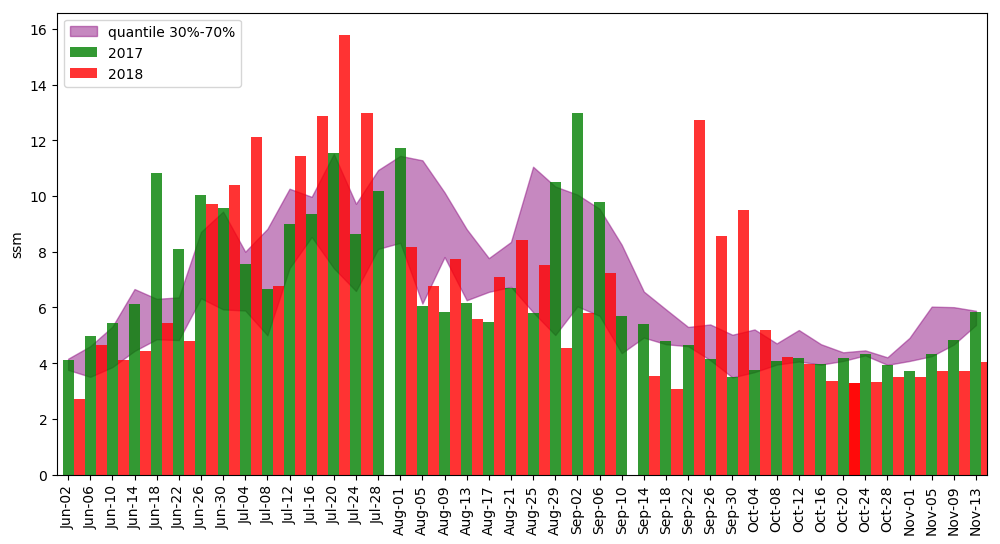 16
14
12
10
8
6
4
2
0
ssm
quantile 30%-70%
2017
2018
Jun-02
Jun-06
Jun-10
Jun-14
Jun-18
Jun-22
Jun-26
Jun-30
Jul-04
Jul-08
Jul-12
Jul-16
Jul-20
Jul-24
Jul-28
Aug-01
Aug-05
Aug-09
Aug-13
Aug-17
Aug-21
Aug-25
Aug-29
Sep-02
Sep-06
Sep-10
Sep-14
Sep-18
Sep-22
Sep-26
Sep-30
Oct-04
Oct-08
Oct-12
Oct-16
Oct-20
Oct-24
Oct-28
Nov-01
Nov-05
Nov-09
Nov-13